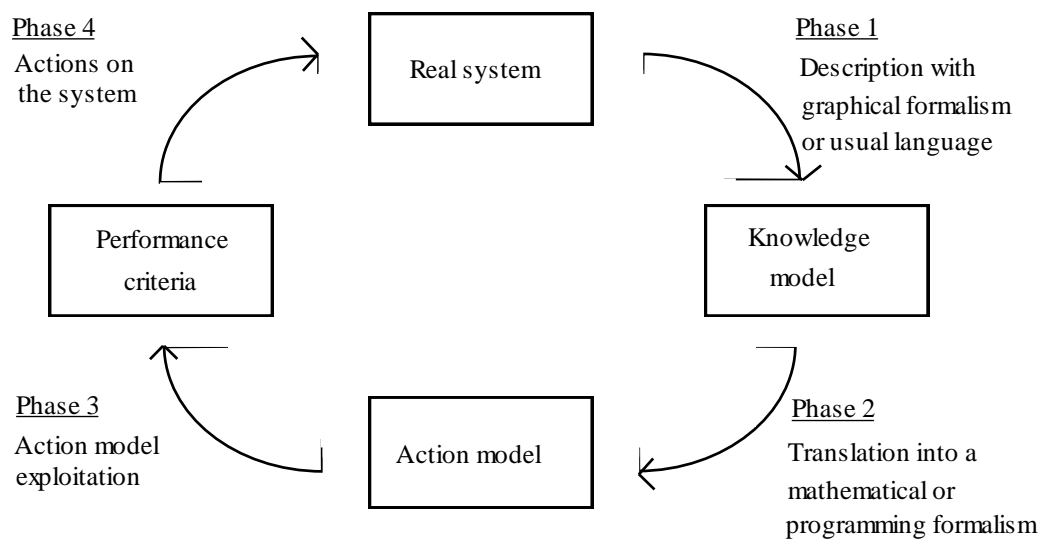 Phase 4
Actions on
the system
Real system
Phase 1
Description with
graphical formalism
or usual language
Performance
criteria
Knowledge
model
Phase 3
Action model
exploitation
Action model
Phase 2
Translation into a
mathematical or
programming formalism